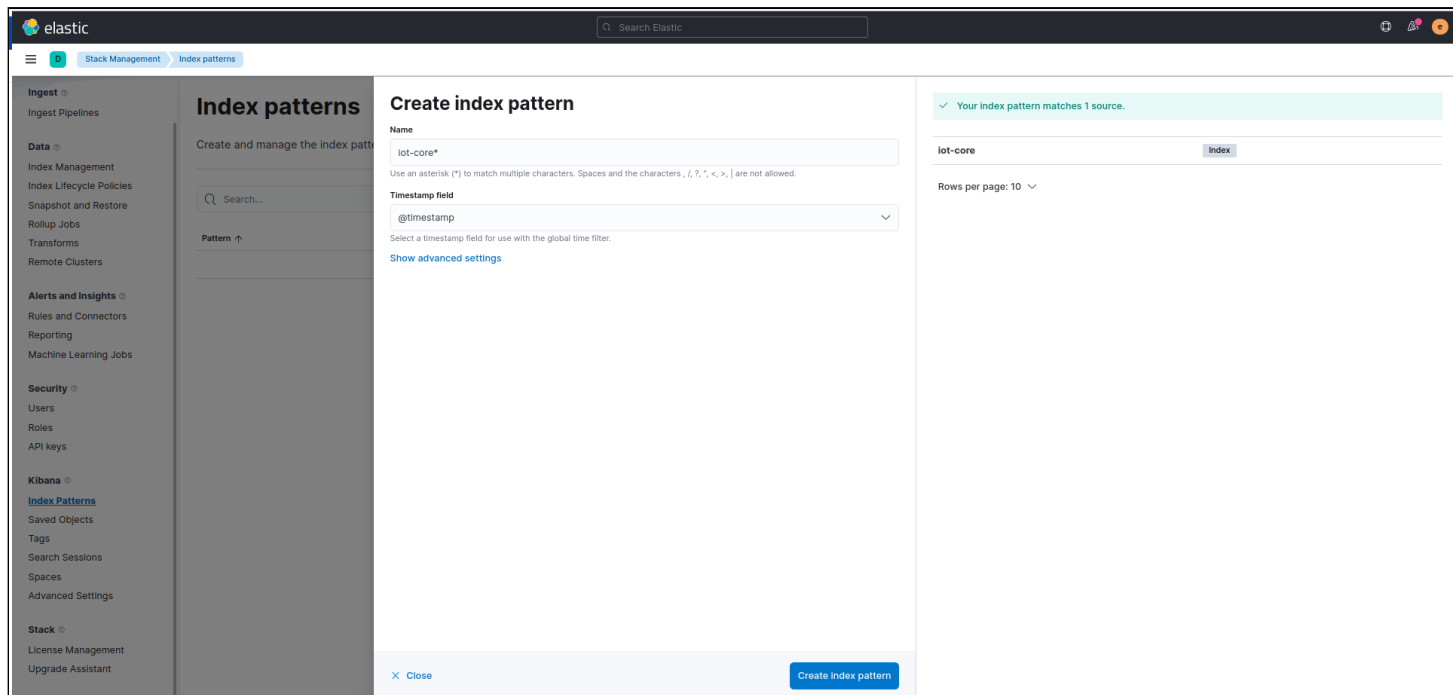 elastic
Search Elastic
e
D
Stack Management
Index patterns
Ingest
Ingest Pipelines
Data
Index Management
Index Lifecycle Policies
Snapshot and Restore
Rollup Jobs
Transforms
Remote Clusters
Alerts and Insights
Rules and Connectors
Reporting
Machine Learning Jobs
Security
Users
Roles
API keys
Kibana
Index Patterns
Saved Objects
Tags
Search Sessions
Spaces
Advanced Settings
Stack
License Management
Upgrade Assistant
Index patterns
Create and manage the index patte
Search...
Pattern ↑
Create index pattern
Name
iot-core*
Use an asterisk (*) to match multiple characters. Spaces and the characters , /, ?, ", <, >, | are not allowed.
Timestamp field
@timestamp
Select a timestamp field for use with the global time filter.
Show advanced settings
Close
Create index pattern
Your index pattern matches 1 source.
iot-core
Index
Rows per page: 10